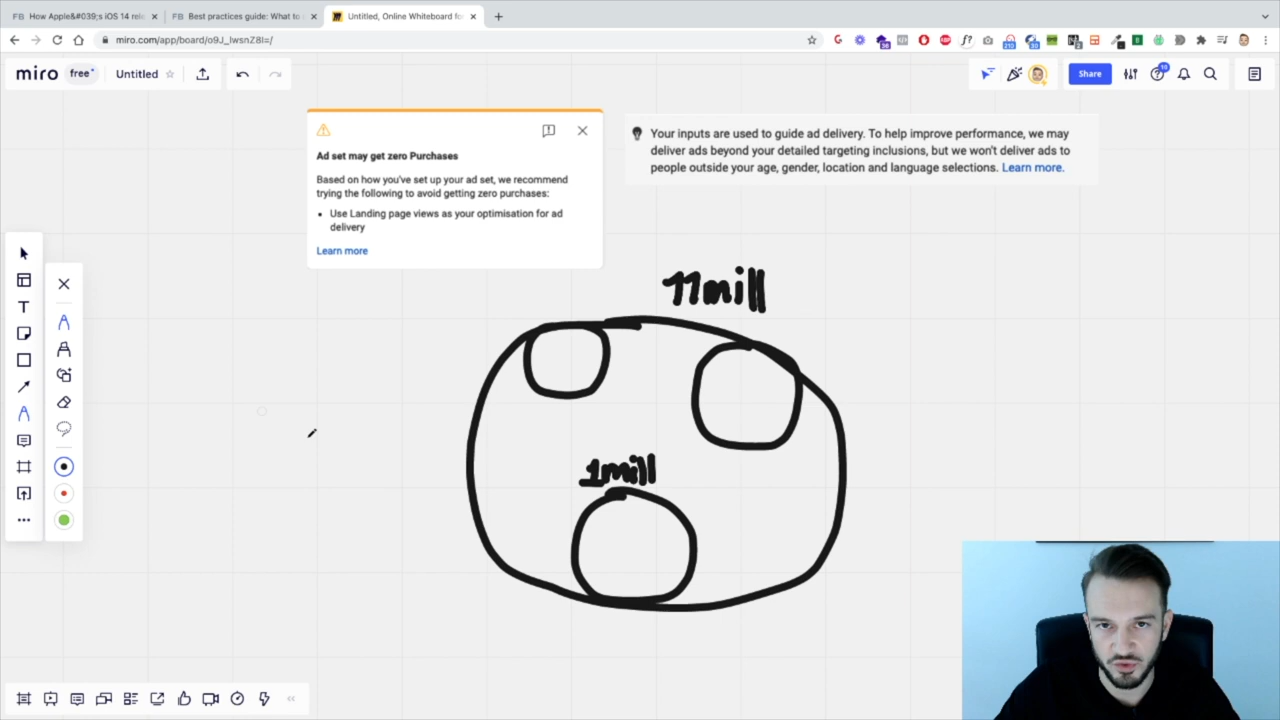 FB How Apple&#039;s iOS 14 rele
FB Best practices guide: What to
Untitled, Online Whiteboard for
miro.com/app/board/o9J_lwsnZ8I=/
miro free Untitled
Share
Ad set may get zero Purchases
Based on how you've set up your ad set, we recommend
trying the following to avoid getting zero purchases:
• Use Landing page views as your optimisation for ad
delivery
Learn more
Your inputs are used to guide ad delivery. To help improve performance, we may
deliver ads beyond your detailed targeting inclusions, but we won't deliver ads to
people outside your age, gender, location and language selections. Learn more.
11mill
1mill